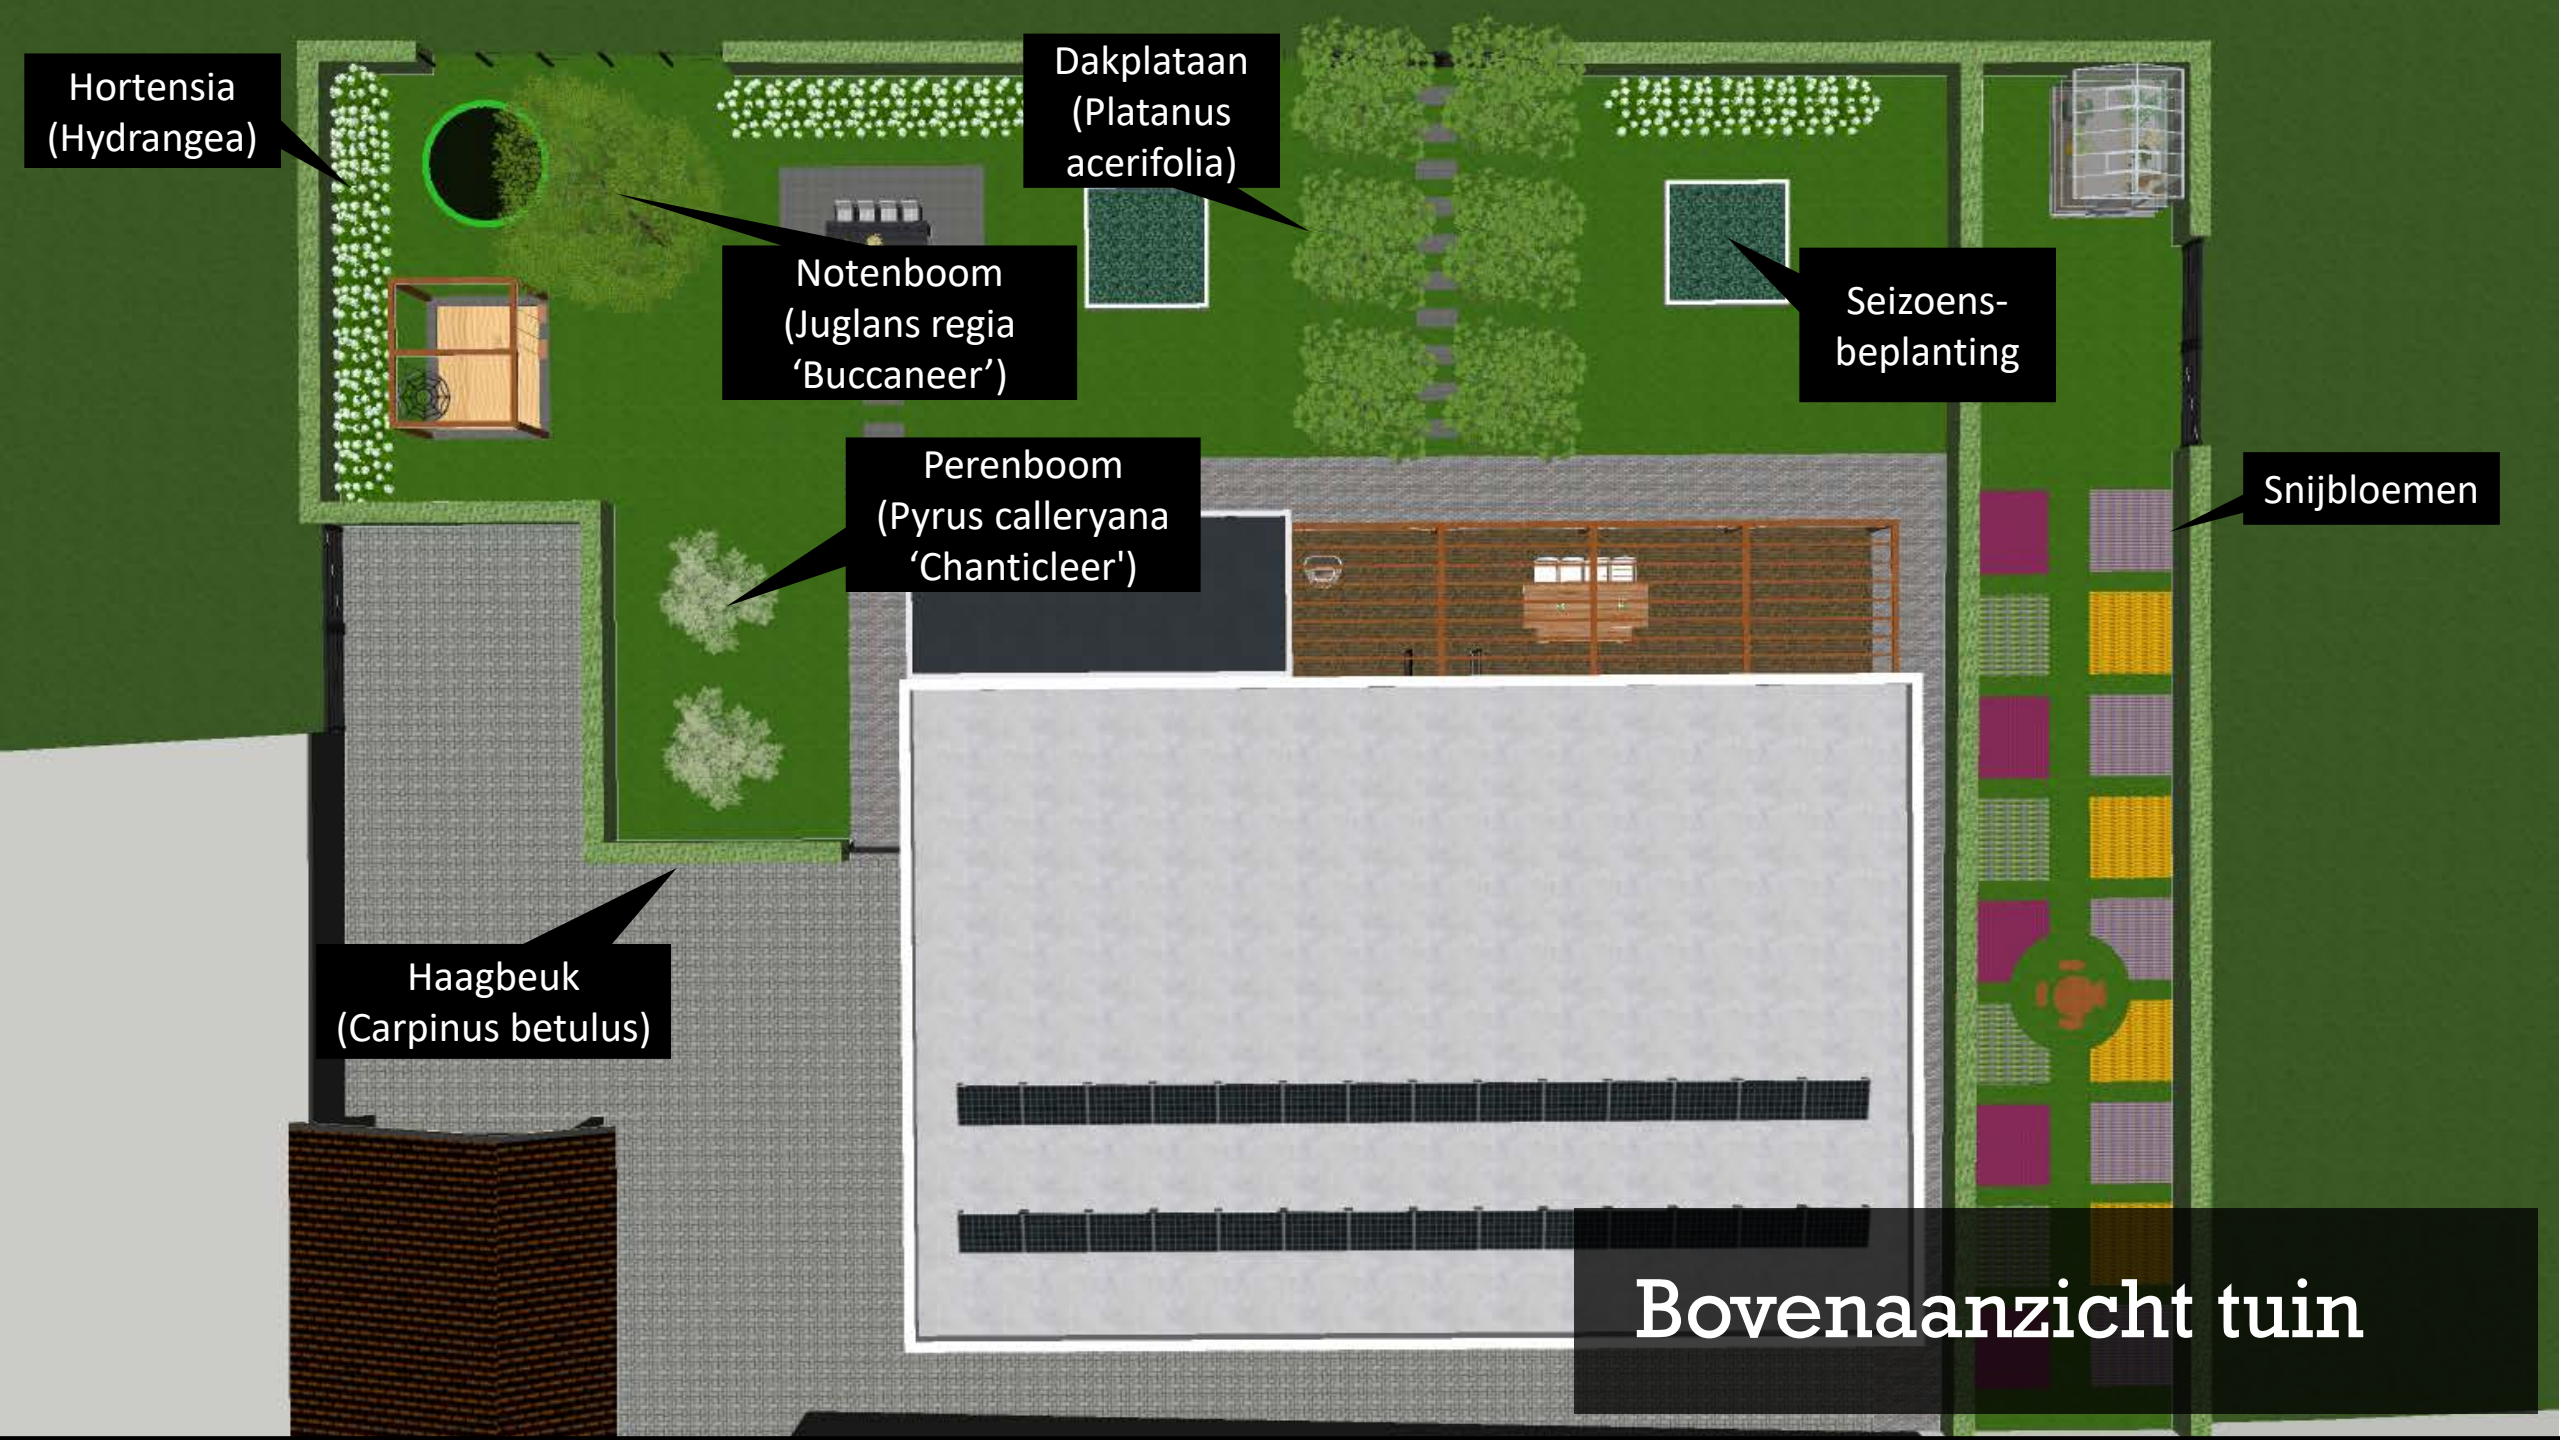 Hortensia
(Hydrangea)
Dakplataan
(Platanus
acerifolia)
Notenboom
(Juglans regia
‘Buccaneer’)
Seizoens-
beplanting
Perenboom
(Pyrus calleryana
‘Chanticleer')
Snijbloemen
Haagbeuk
(Carpinus betulus)
Bovenaanzicht tuin